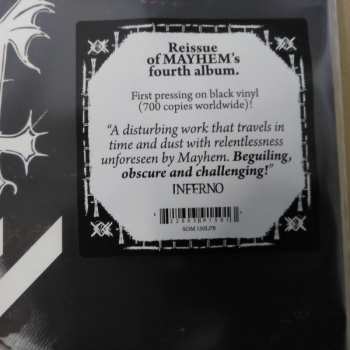 Reissue
of MAYHEM's
fourth album.
First pressing on black vinyl
(700 copies worldwide)!
"A disturbing work that travels in
time and dust with relentlessness
unforeseen by Mayhem. Beguiling,
obscure and challenging!"
INFERNO